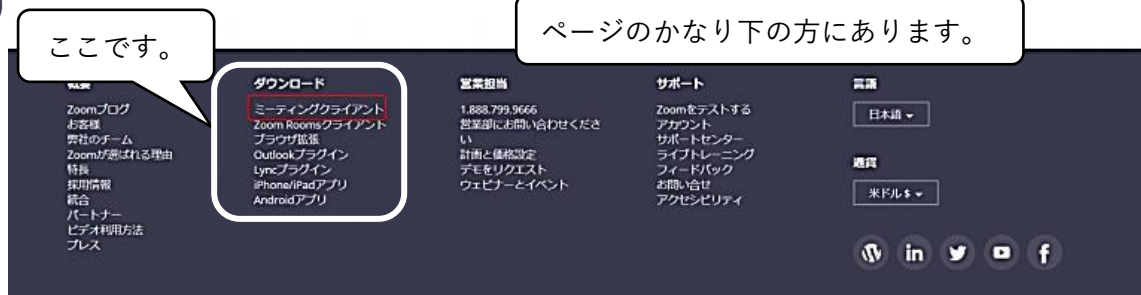 ここです。
ページのかなり下の方にあります。
概要
Zoomブログ
お客様
弊社のチーム
Zoomが選ばれる理由
特長
採用情報
統合
パートナー
ビデオ利用方法
プレス
ダウンロード
ミーティングクライアント
Zoom Roomsクライアント
ブラウザ拡張
Outlookプラグイン
Lyncプラグイン
iPhone/iPadアプリ
Androidアプリ
営業担当
1.888.799.9666
営業部にお問い合わせくださ
い
計画と価格設定
デモをリクエスト
ウェビナーとイベント
サポート
Zoomをテストする
アカウント
サポートセンター
ライブトレーニング
フィードバック
お問い合せ
アクセシビリティ
言語
日本語
通貨
米ドル $